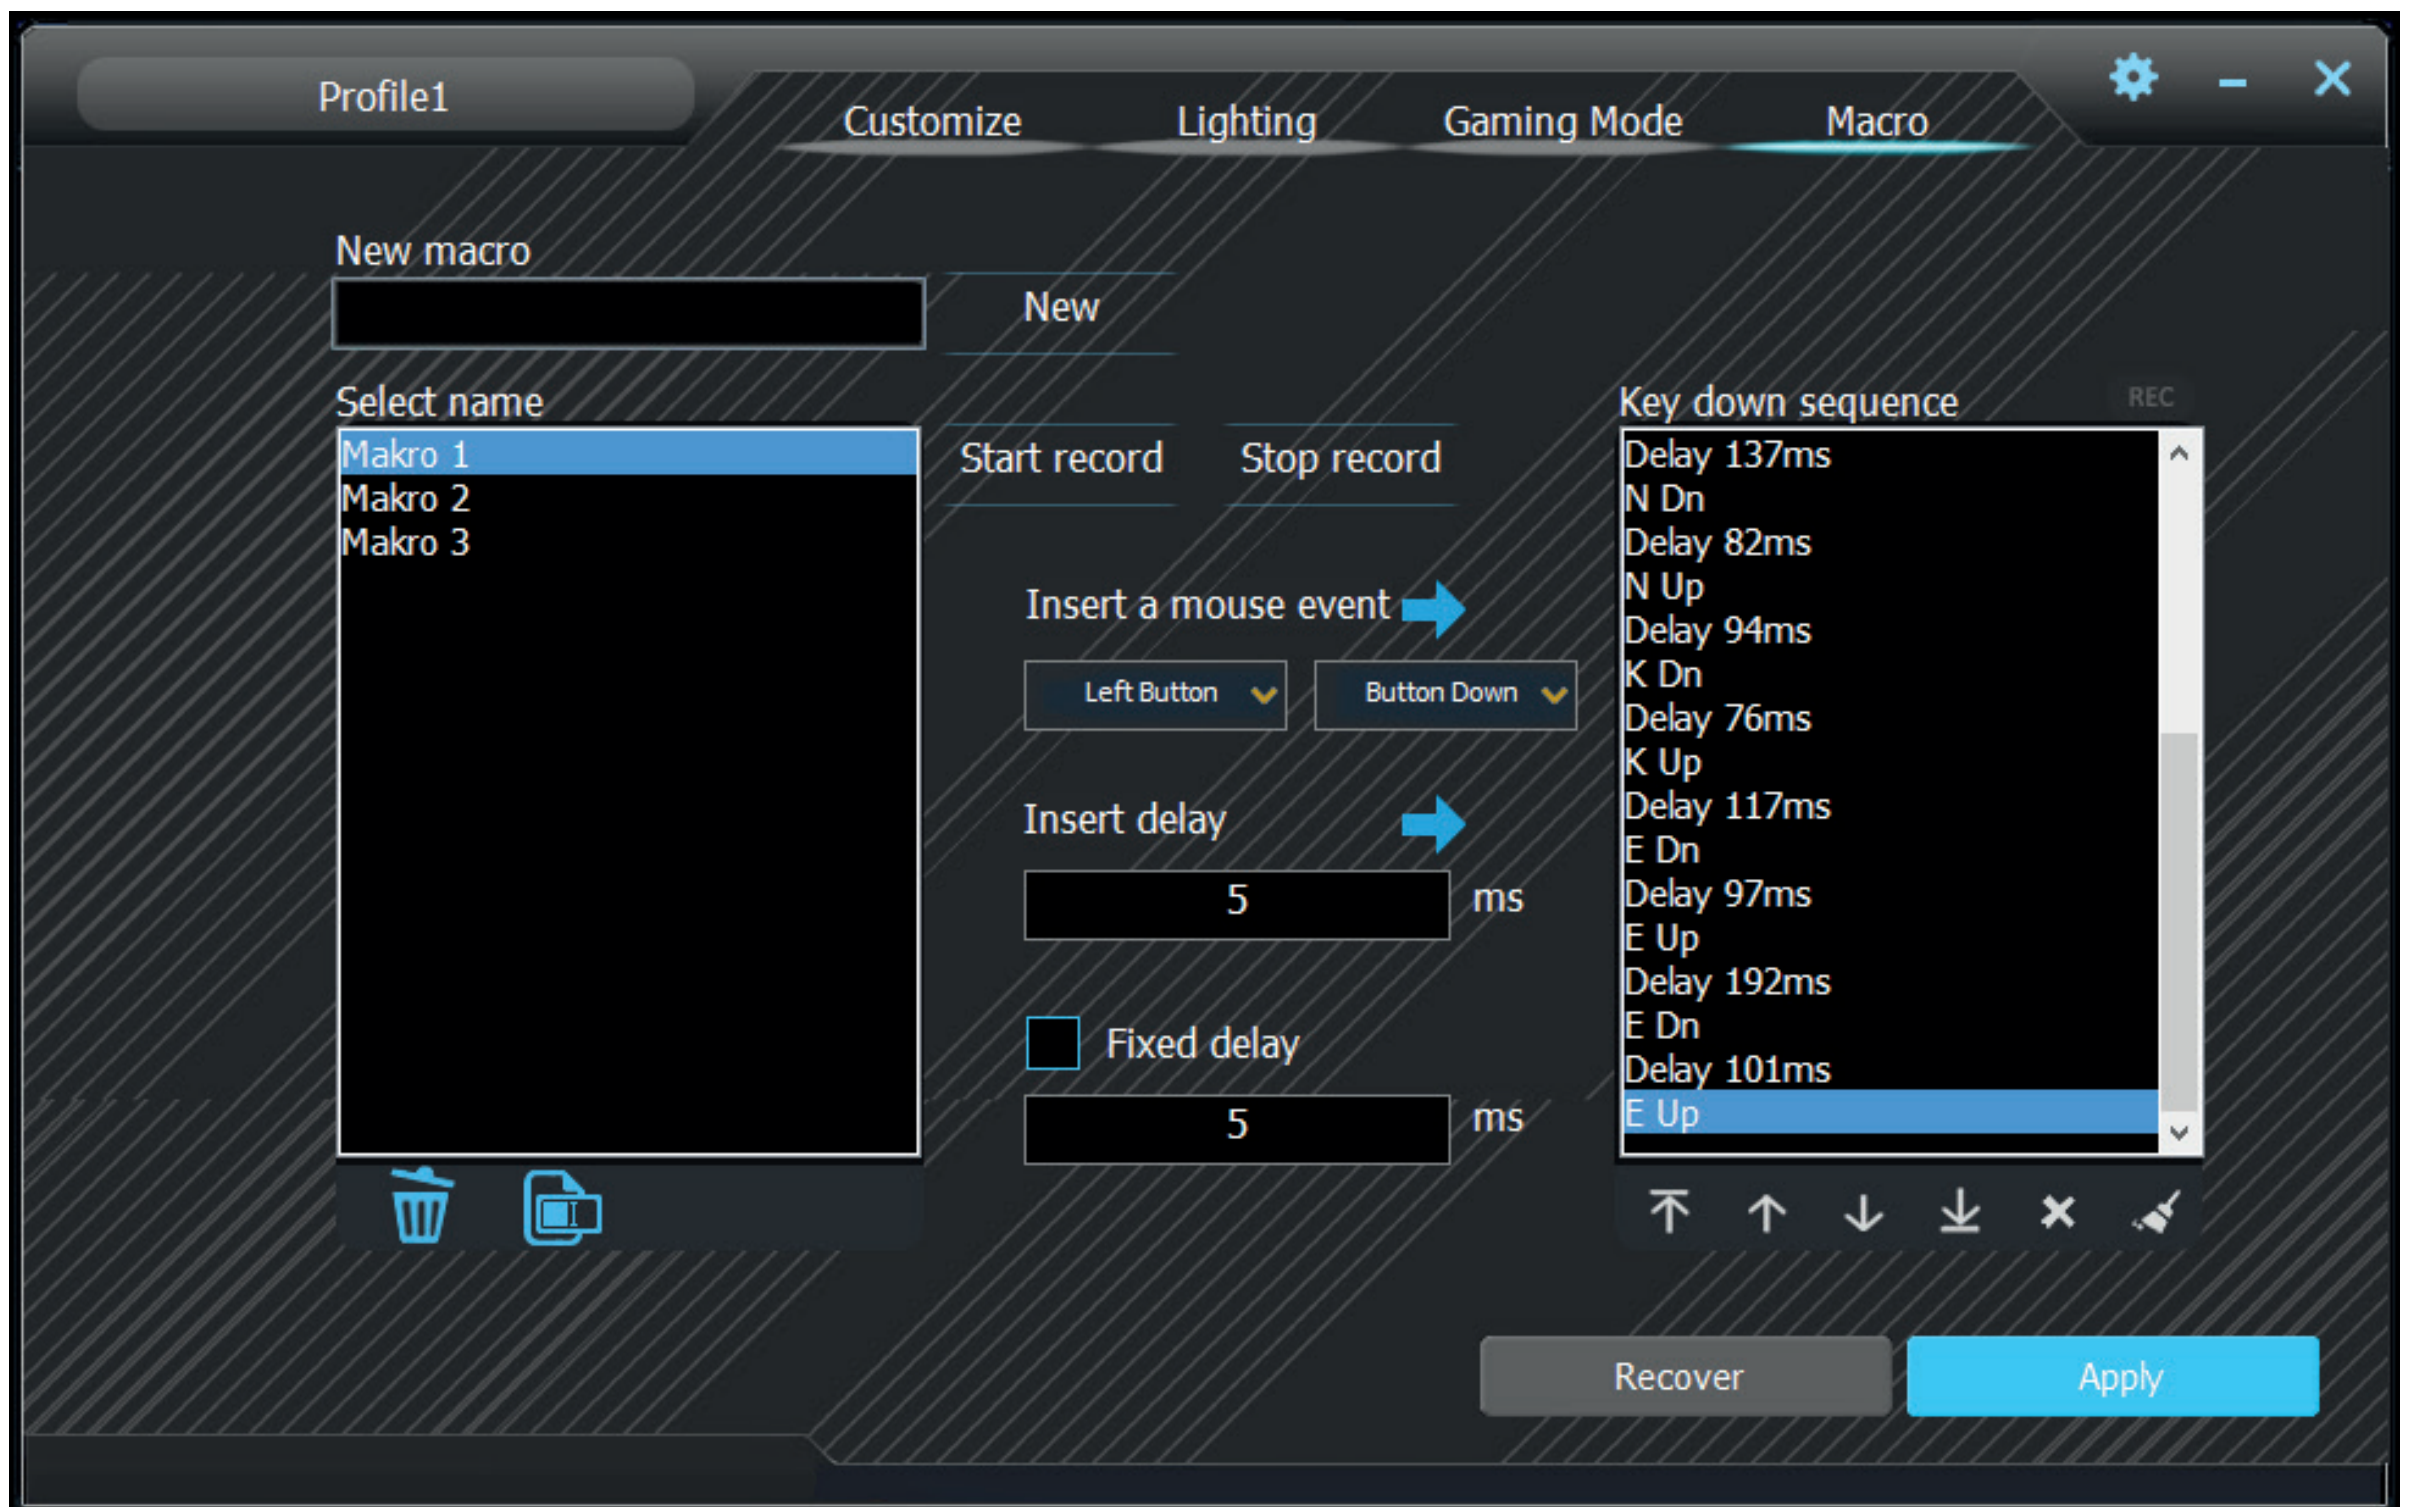 Profile1
Customize
Lighting
Gaming Mode
Macro
New macro
New
Select name
Makro 1
Makro 2
Makro 3
Start record
Stop record
Insert a mouse event
Left Button
Button Down
Insert delay
5
ms
Fixed delay
5
ms
Key down sequence
REC
Delay 137ms
N Dn
Delay 82ms
N Up
Delay 94ms
K Dn
Delay 76ms
K Up
Delay 117ms
E Dn
Delay 97ms
E Up
Delay 192ms
E Dn
Delay 101ms
E Up
Recover
Apply